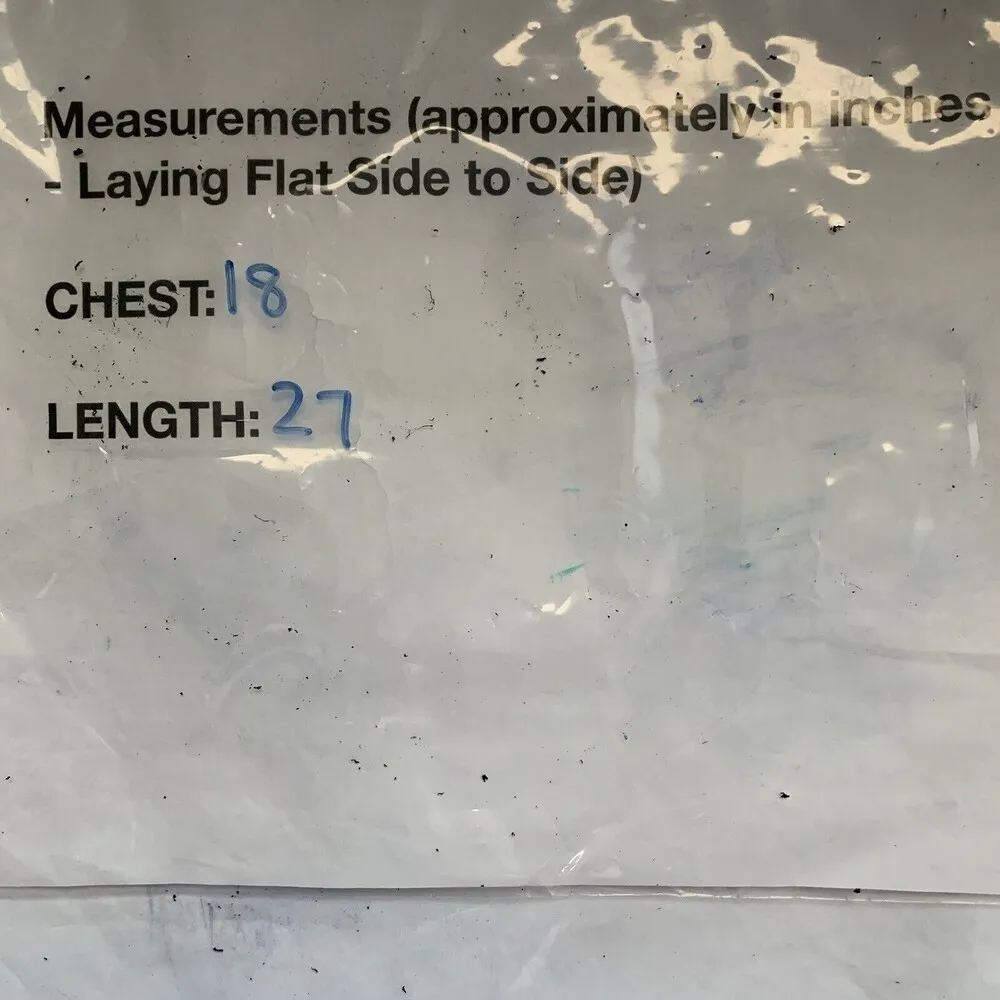 Measurements (approximately in inches
- Laying Flat Side to Side)
CHEST: 18
LENGTH: 27